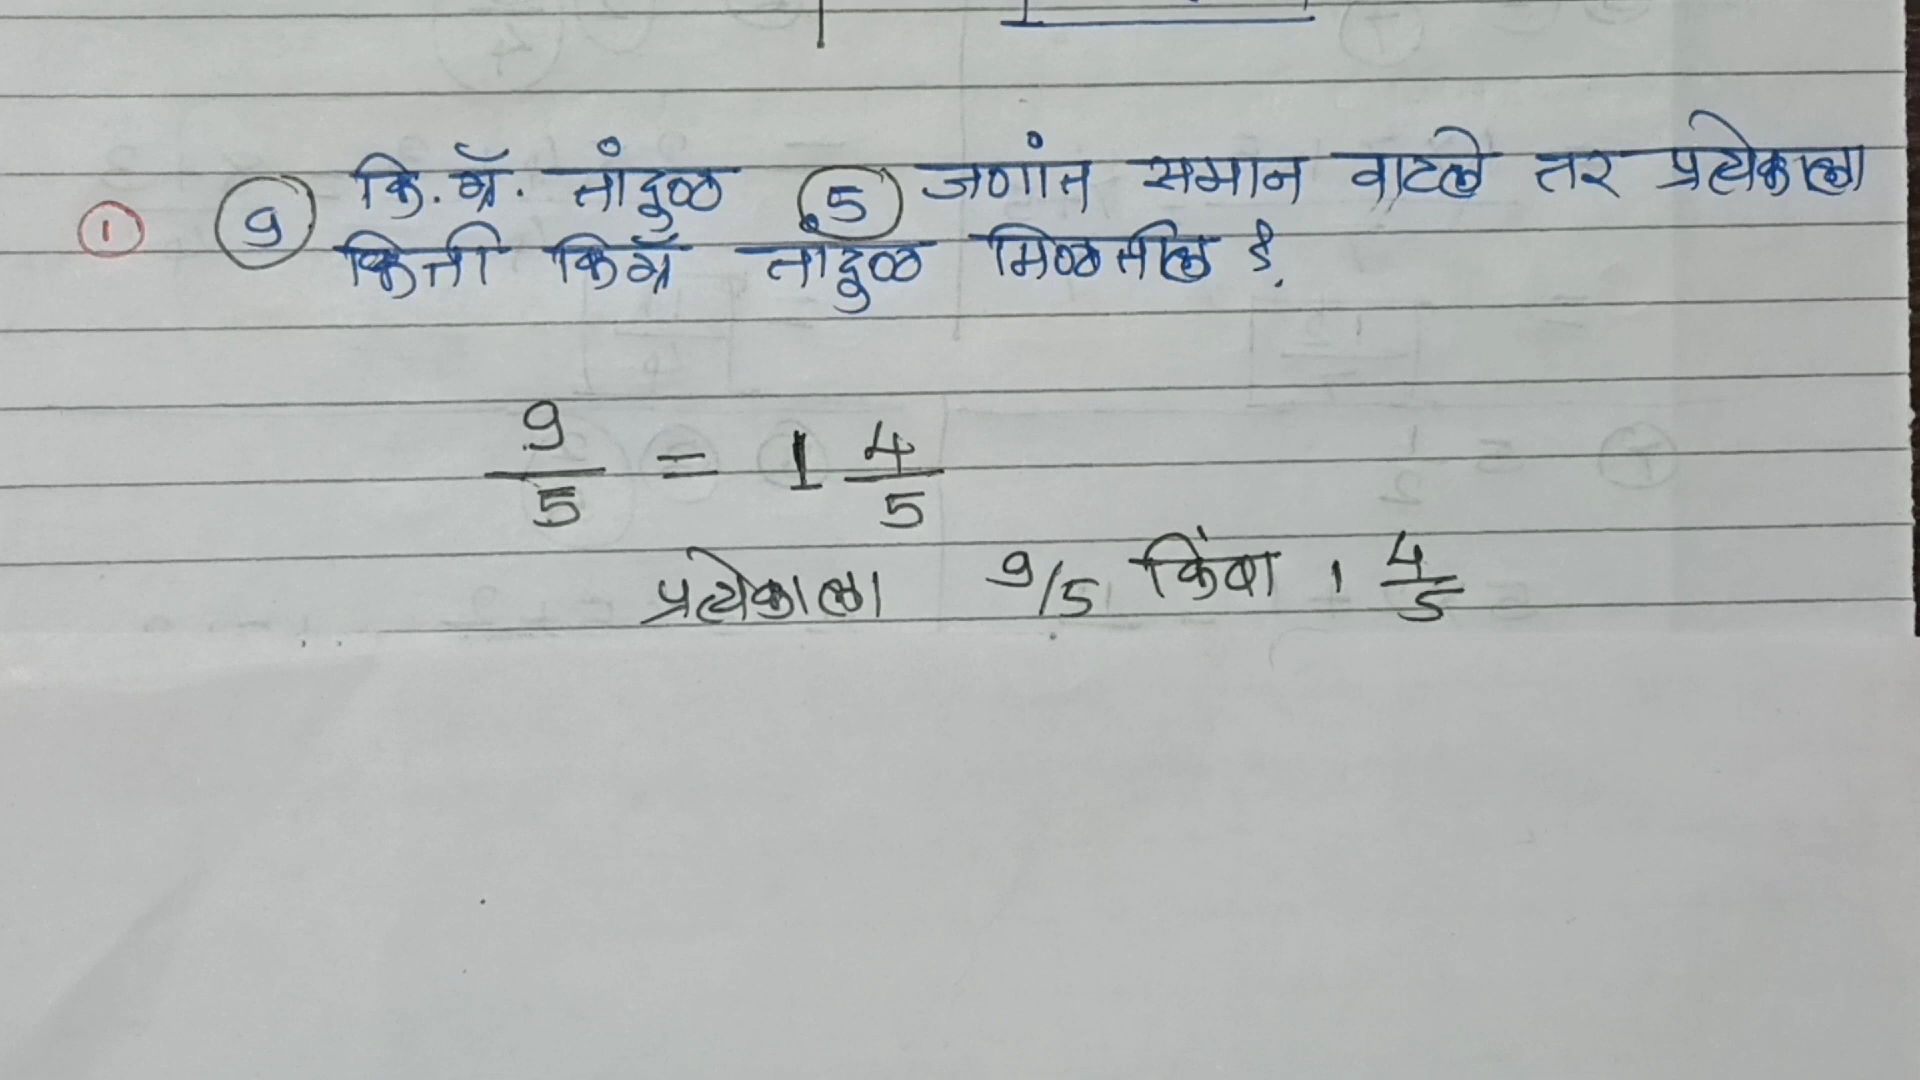 ① 9 कि.ग्रॅ. तांदुळ 5 जणांत समान वाटले तर प्रत्येकाला
किती किग्रॅ तांदुळ मिळतील ?
9/5 = 1 4/5
प्रत्येकाला 9/5 किंवा 1 4/5